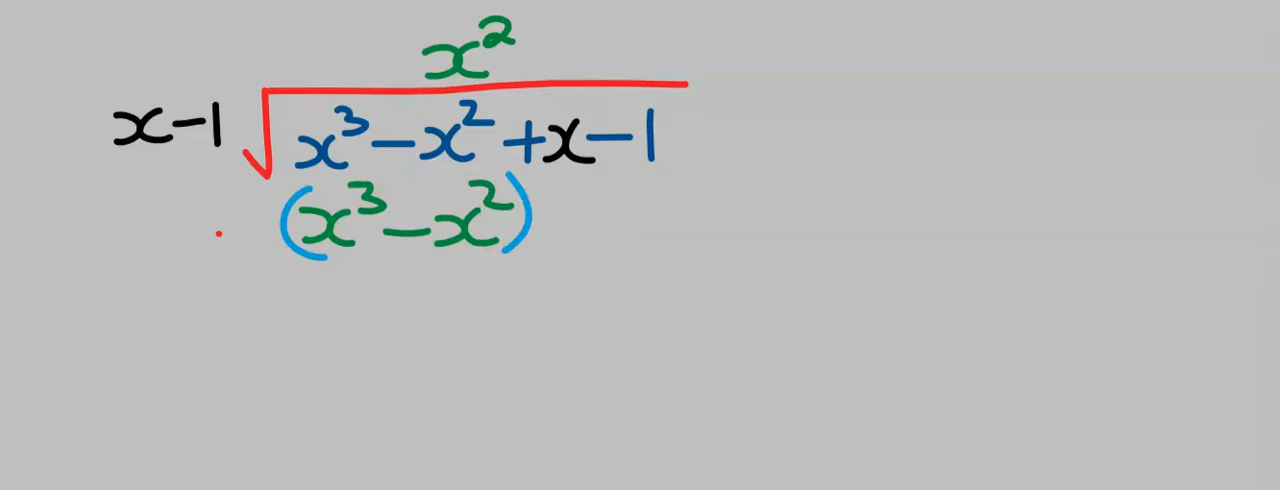 x²
x-1 √ x³-x²+x-1
(x³-x²)